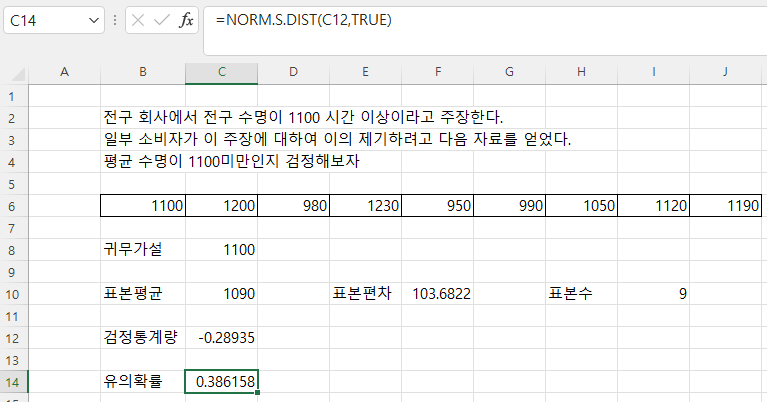 C14 fx =NORM.S.DIST(C12,TRUE)
A B C D E F G H I J
1
2 전구 회사에서 전구 수명이 1100 시간 이상이라고 주장한다.
3 일부 소비자가 이 주장에 대하여 이의 제기하려고 다음 자료를 얻었다.
4 평균 수명이 1100미만인지 검정해보자
5
6 1100 1200 980 1230 950 990 1050 1120 1190
7
8 귀무가설 1100
9
10 표본평균 1090 표본편차 103.6822 표본수 9
11
12 검정통계량 -0.28935
13
14 유의확률 0.386158